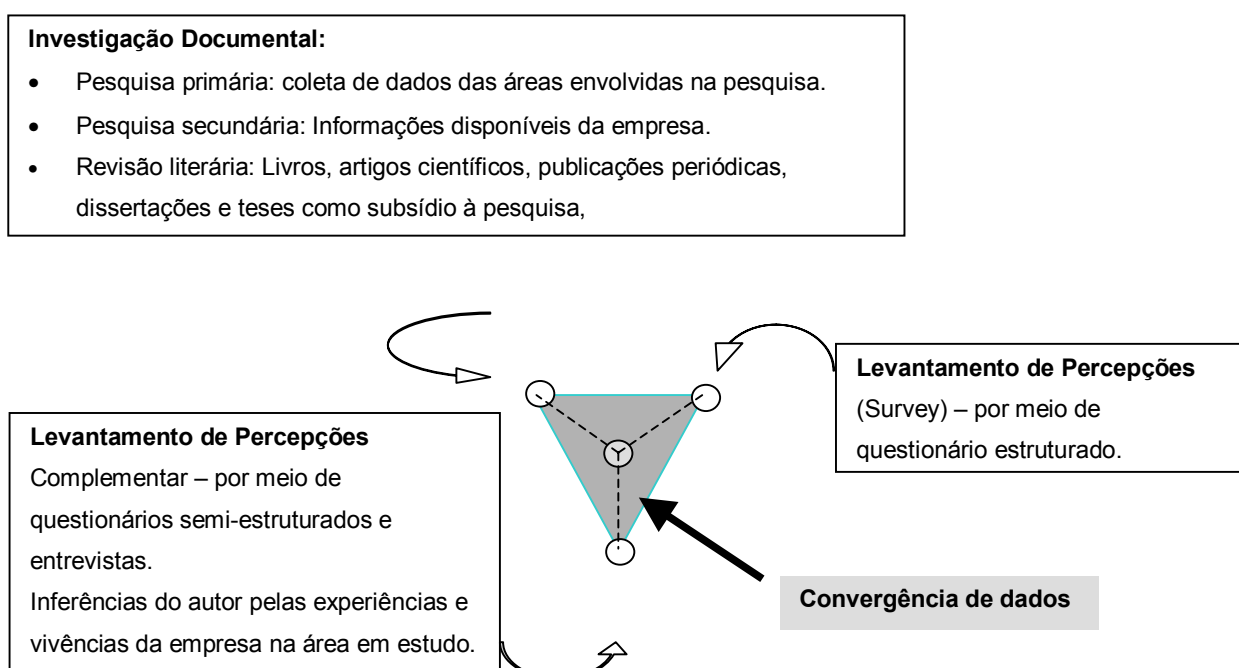 Investigação Documental:
• Pesquisa primária: coleta de dados das áreas envolvidas na pesquisa.
• Pesquisa secundária: Informações disponíveis da empresa.
• Revisão literária: Livros, artigos científicos, publicações periódicas,
dissertações e teses como subsídio à pesquisa,
Levantamento de Percepções
(Survey) – por meio de
questionário estruturado.
Levantamento de Percepções
Complementar – por meio de
questionários semi-estruturados e
entrevistas.
Inferências do autor pelas experiências e
vivências da empresa na área em estudo.
Convergência de dados